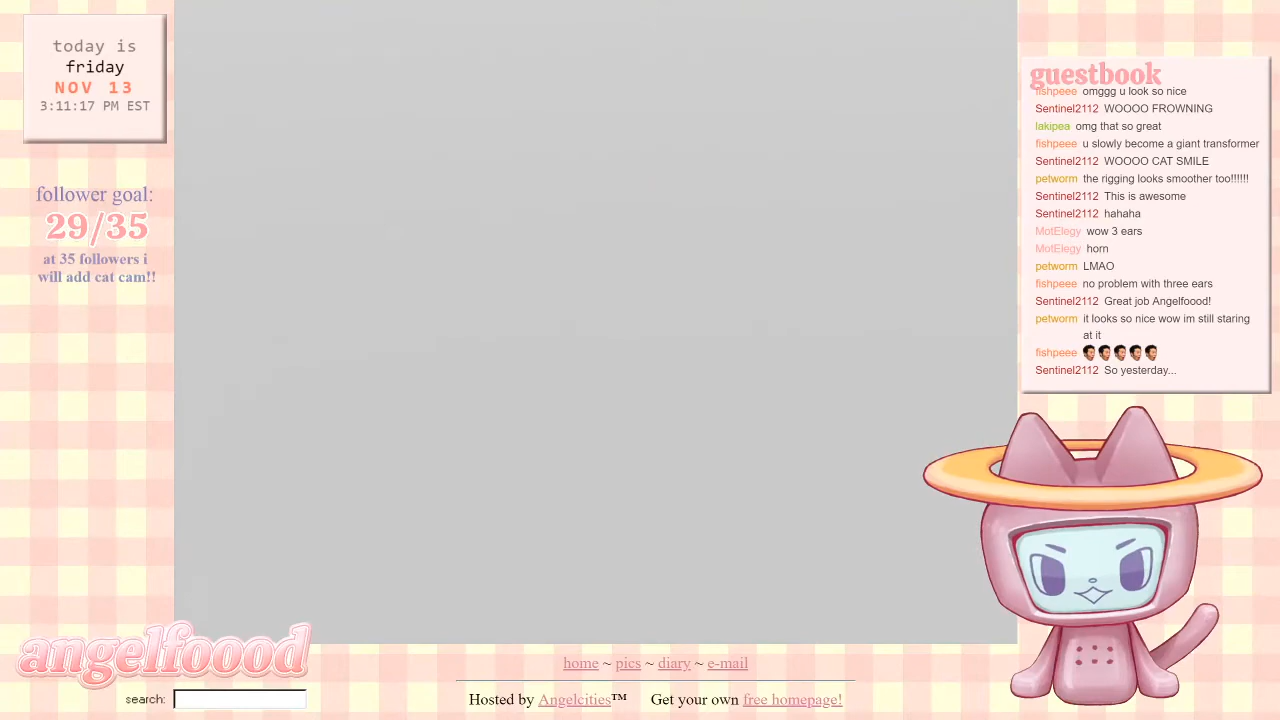 today is
friday
NOV 13
3:11:17 PM EST
follower goal:
29/35
at 35 followers i
will add cat cam!!
guestbook
fishpeee omggg u look so nice
Sentinel2112 WOOOO FROWNING
lakipea omg that so great
fishpeee u slowly become a giant transformer
Sentinel2112 WOOOO CAT SMILE
petworm the rigging looks smoother too!!!!!!
Sentinel2112 This is awesome
Sentinel2112 hahaha
MotElegy wow 3 ears
MotElegy horn
petworm LMAO
fishpeee no problem with three ears
Sentinel2112 Great job Angelfoood!
petworm it looks so nice wow im still staring
at it
fishpeee
Sentinel2112 So yesterday...
angelfoood
search:
home ~ pics ~ diary ~ e-mail
Hosted by Angelcities™ Get your own free homepage!